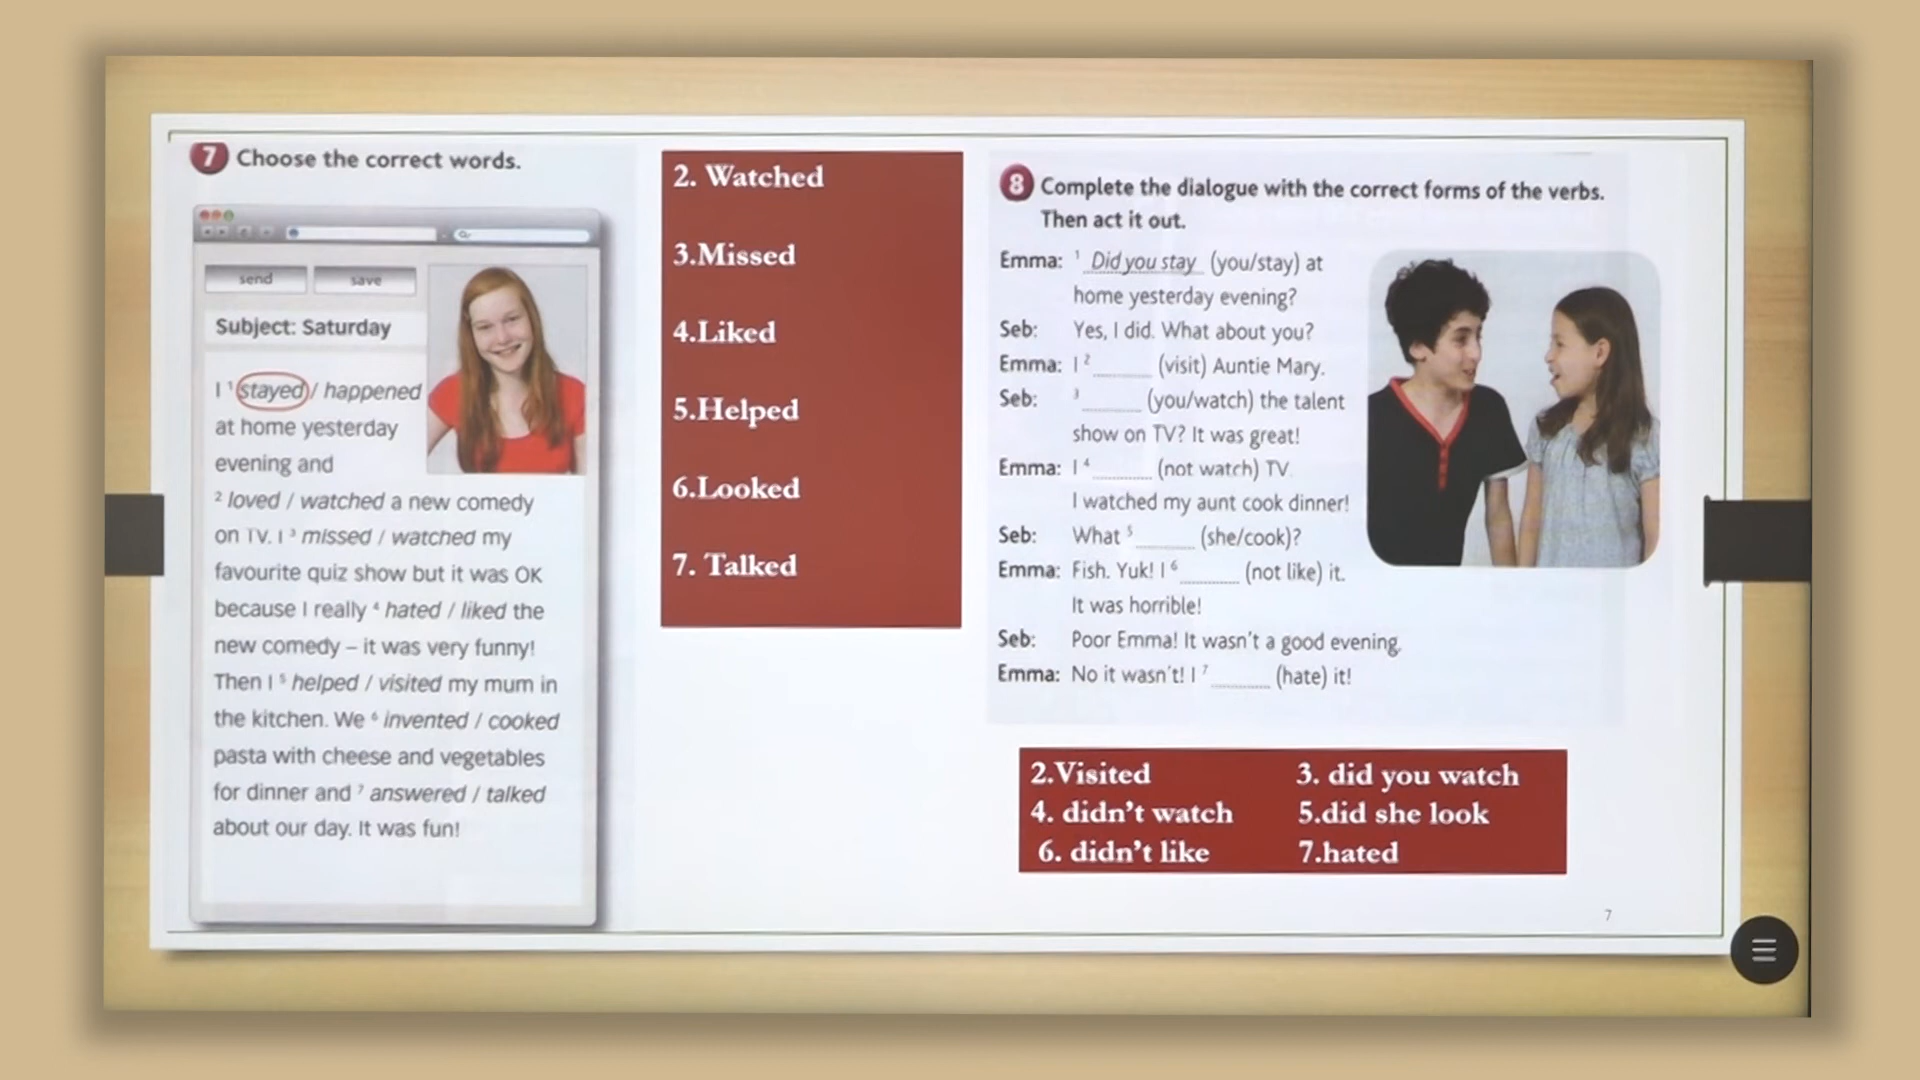 7 Choose the correct words.
send
save
Subject: Saturday
I ¹ stayed / happened
at home yesterday
evening and
² loved / watched a new comedy
on TV. I ³ missed / watched my
favourite quiz show but it was OK
because I really ⁴ hated / liked the
new comedy – it was very funny!
Then I ⁵ helped / visited my mum in
the kitchen. We ⁶ invented / cooked
pasta with cheese and vegetables
for dinner and ⁷ answered / talked
about our day. It was fun!
2. Watched
3.Missed
4.Liked
5.Helped
6.Looked
7. Talked
8 Complete the dialogue with the correct forms of the verbs.
Then act it out.
Emma: ¹ Did you stay (you/stay) at
home yesterday evening?
Seb: Yes, I did. What about you?
Emma: I ² ________ (visit) Auntie Mary.
Seb: ³ ________ (you/watch) the talent
show on TV? It was great!
Emma: I ⁴ ________ (not watch) TV.
I watched my aunt cook dinner!
Seb: What ⁵ ________ (she/cook)?
Emma: Fish. Yuk! I ⁶ ________ (not like) it.
It was horrible!
Seb: Poor Emma! It wasn't a good evening.
Emma: No it wasn't! I ⁷ ________ (hate) it!
2.Visited 3. did you watch
4. didn't watch 5.did she look
6. didn't like 7.hated
7